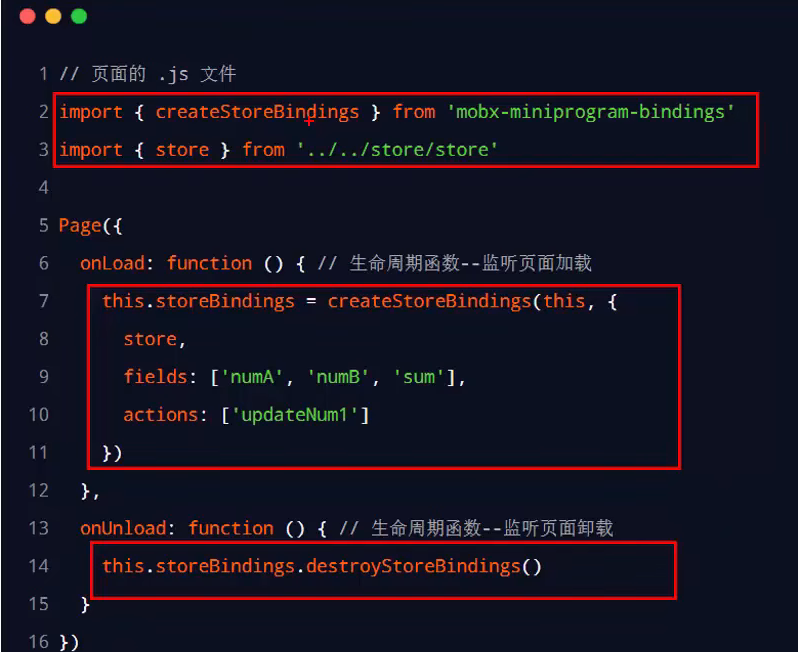 1 // 页面的 .js 文件
2 import { createStoreBindings } from 'mobx-miniprogram-bindings'
3 import { store } from '../../store/store'
4
5 Page({
6   onLoad: function () { // 生命周期函数--监听页面加载
7     this.storeBindings = createStoreBindings(this, {
8       store,
9       fields: ['numA', 'numB', 'sum'],
10       actions: ['updateNum1']
11     })
12   },
13   onUnload: function () { // 生命周期函数--监听页面卸载
14     this.storeBindings.destroyStoreBindings()
15   }
16 })